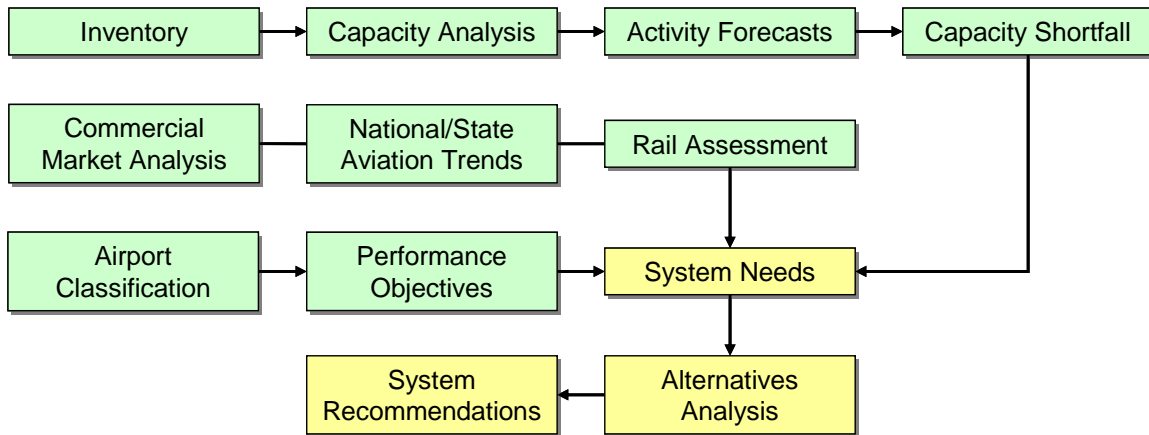 Inventory
Capacity Analysis
Activity Forecasts
Capacity Shortfall
Commercial
Market Analysis
National/State
Aviation Trends
Rail Assessment
Airport
Classification
Performance
Objectives
System Needs
System
Recommendations
Alternatives
Analysis